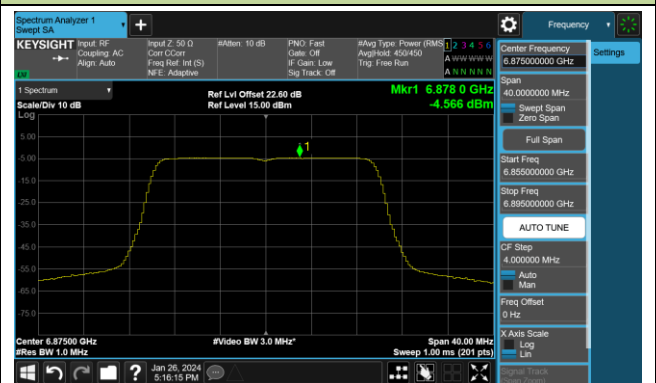 Spectrum Analyzer 1
Swept SA
Frequency
KEYSIGHT
Input: RF
Coupling: AC
Align: Auto
Input Z: 50 Ω
Corr CCorr
Freq Ref: Int (S)
NFE: Adaptive
#Atten: 10 dB
PNO: Fast
Gate: Off
IF Gain: Low
Sig Track: Off
#Avg Type: Power (RMS
Avg|Hold: 450/450
Trig: Free Run
1 2 3 4 5 6
A W W W W W
A N N N N N
LXI
1 Spectrum
Scale/Div 10 dB
Log
Ref Lvl Offset 22.60 dB
Ref Level 15.00 dBm
Mkr1 6.878 0 GHz
-4.566 dBm
1
5.00
-5.00
-15.0
-25.0
-35.0
-45.0
-55.0
-65.0
-75.0
Center 6.87500 GHz
#Res BW 1.0 MHz
#Video BW 3.0 MHz*
Span 40.00 MHz
Sweep 1.00 ms (201 pts)
Jan 26, 2024
5:16:15 PM
Center Frequency
6.875000000 GHz
Settings
Span
40.0000000 MHz
Swept Span
Zero Span
Full Span
Start Freq
6.855000000 GHz
Stop Freq
6.895000000 GHz
AUTO TUNE
CF Step
4.000000 MHz
Auto
Man
Freq Offset
0 Hz
X Axis Scale
Log
Lin
Signal Track
(Span Zoom)